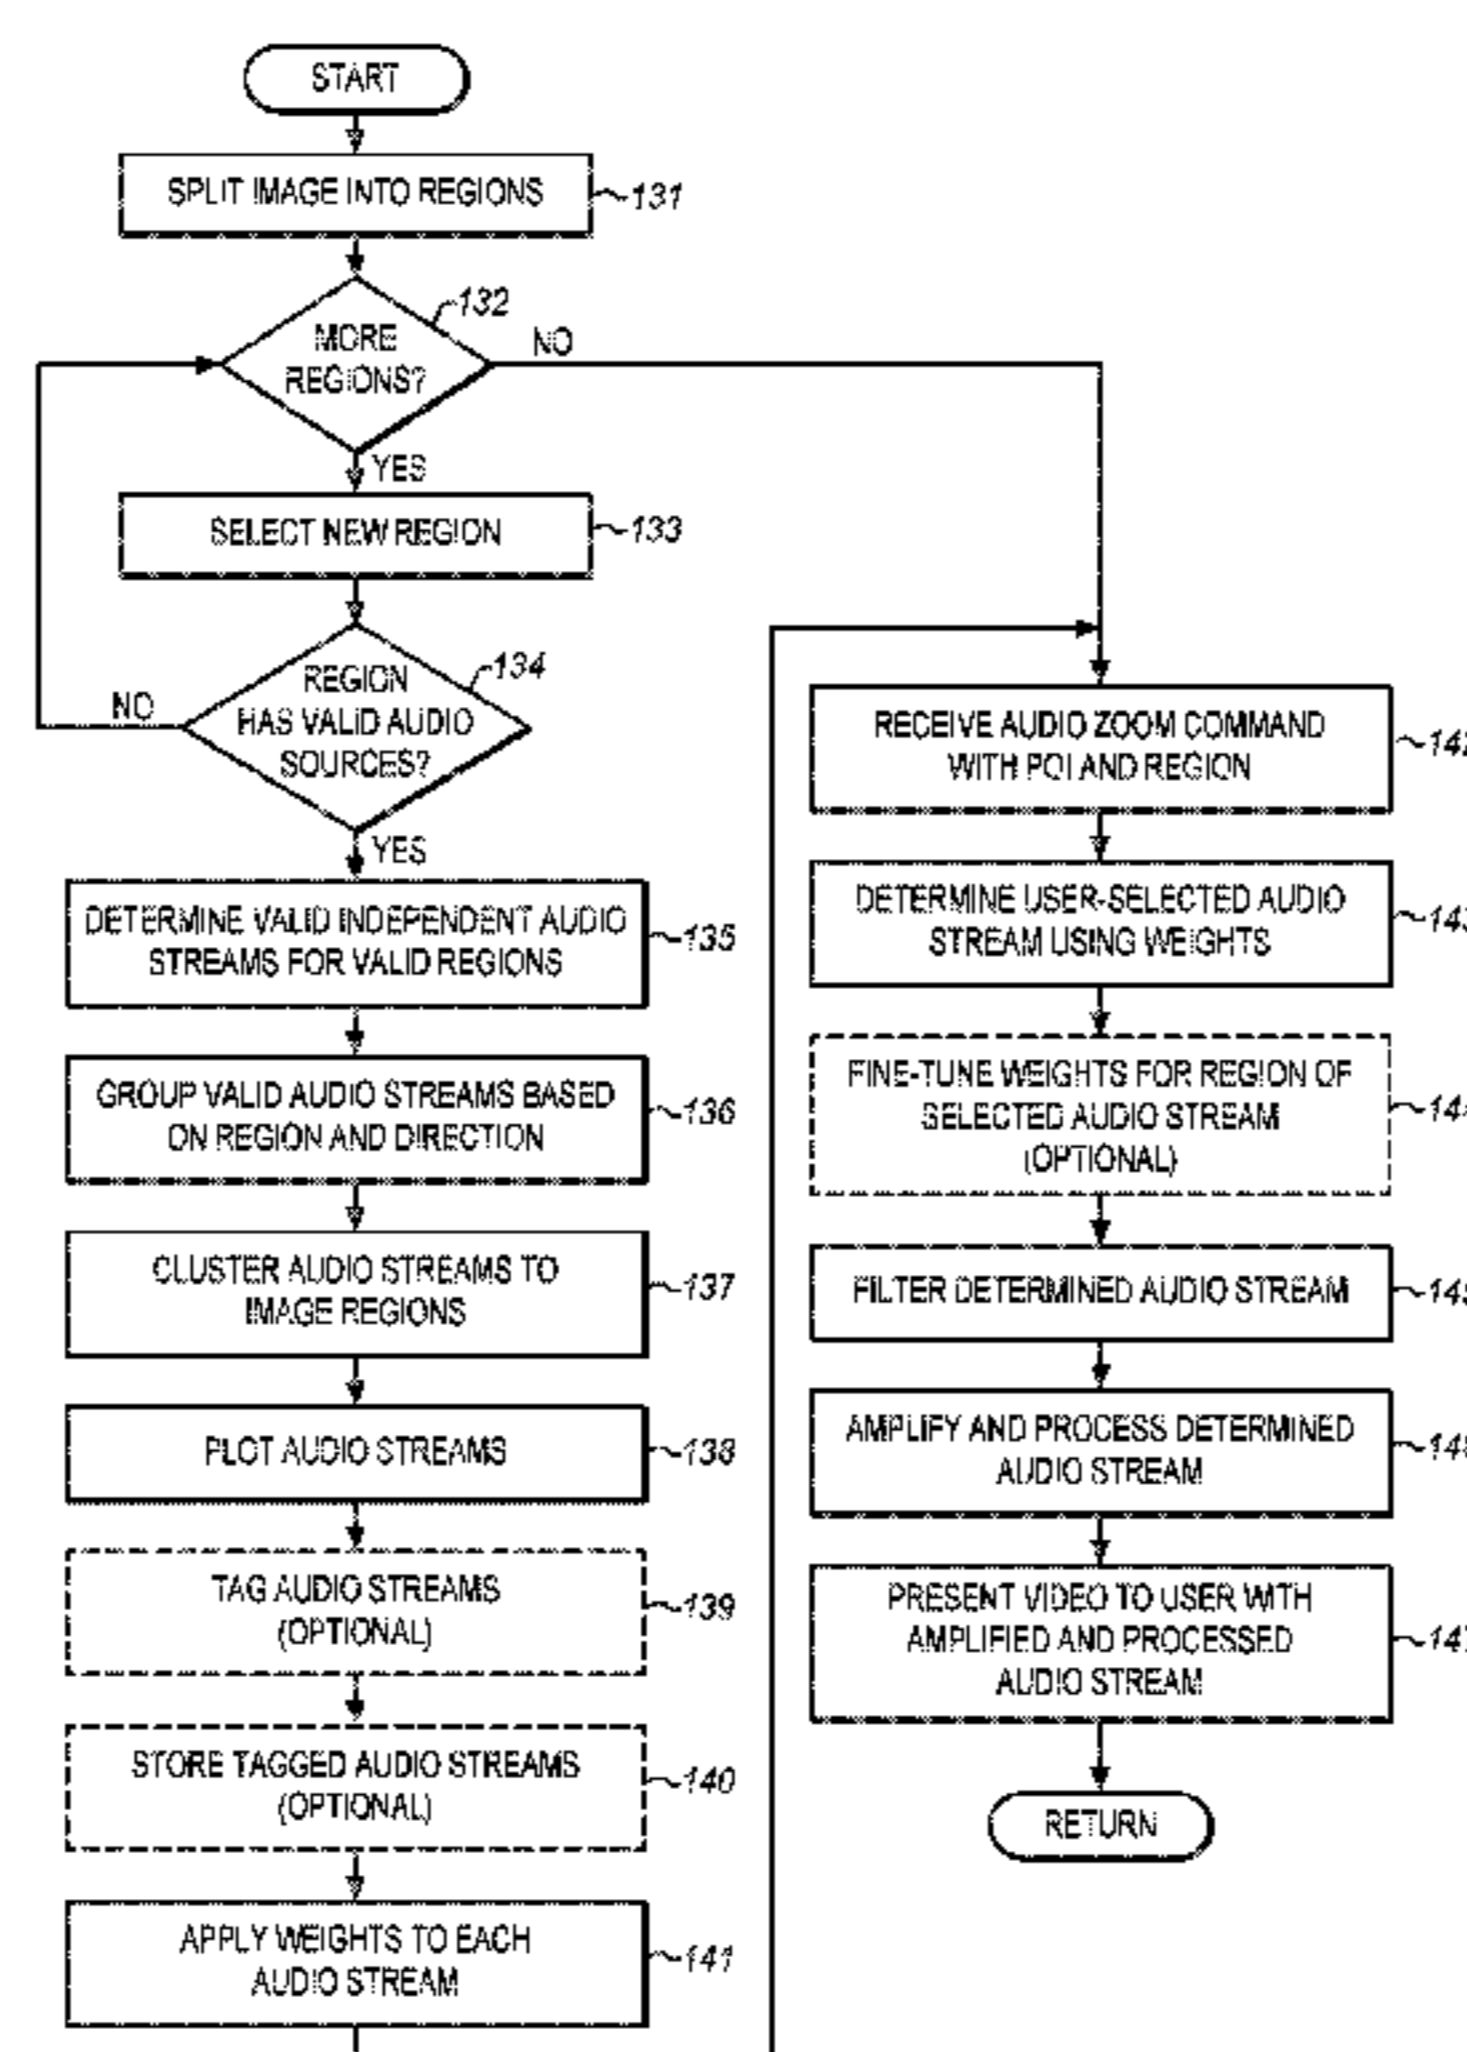 START
SPLIT IMAGE INTO REGIONS
131
132
MORE
REGIONS?
NO
YES
SELECT NEW REGION
133
134
REGION
HAS VALID AUDIO
SOURCES?
NO
YES
DETERMINE VALID INDEPENDENT AUDIO
STREAMS FOR VALID REGIONS
135
GROUP VALID AUDIO STREAMS BASED
ON REGION AND DIRECTION
136
CLUSTER AUDIO STREAMS TO
IMAGE REGIONS
137
PLOT AUDIO STREAMS
138
TAG AUDIO STREAMS
(OPTIONAL)
139
STORE TAGGED AUDIO STREAMS
(OPTIONAL)
140
APPLY WEIGHTS TO EACH
AUDIO STREAM
141
RECEIVE AUDIO ZOOM COMMAND
WITH POI AND REGION
DETERMINE USER-SELECTED AUDIO
STREAM USING WEIGHTS
FINE-TUNE WEIGHTS FOR REGION OF
SELECTED AUDIO STREAM
(OPTIONAL)
FILTER DETERMINED AUDIO STREAM
AMPLIFY AND PROCESS DETERMINED
AUDIO STREAM
PRESENT VIDEO TO USER WITH
AMPLIFIED AND PROCESSED
AUDIO STREAM
RETURN